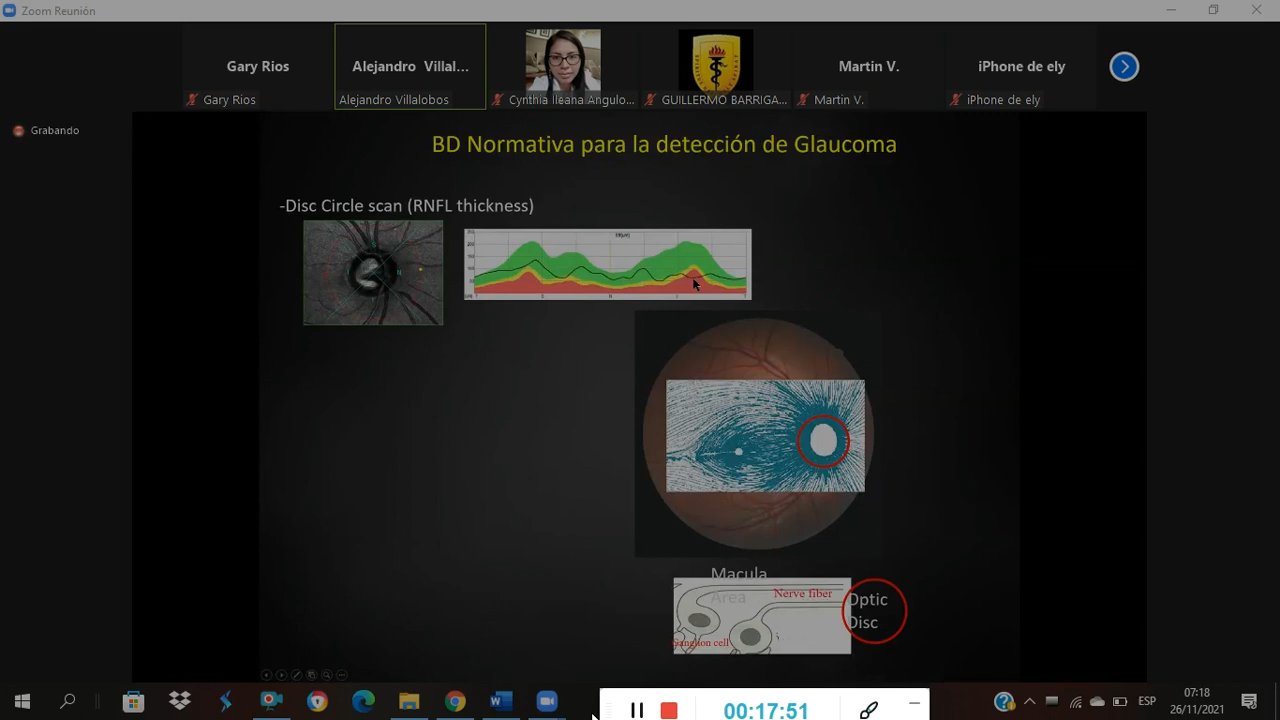 Zoom Reunión
Gary Rios
Alejandro Villal...
Martin V.
iPhone de ely
Gary Rios
Alejandro Villalobos
Cynthia Ileana Angulo...
GUILLERMO BARRIGA...
Martin V.
iPhone de ely
Grabando
BD Normativa para la detección de Glaucoma
-Disc Circle scan (RNFL thickness)
Macula
Area
Nerve fiber
Ganglion cell
Optic
Disc
00:17:51
ESP
07:18
26/11/2021